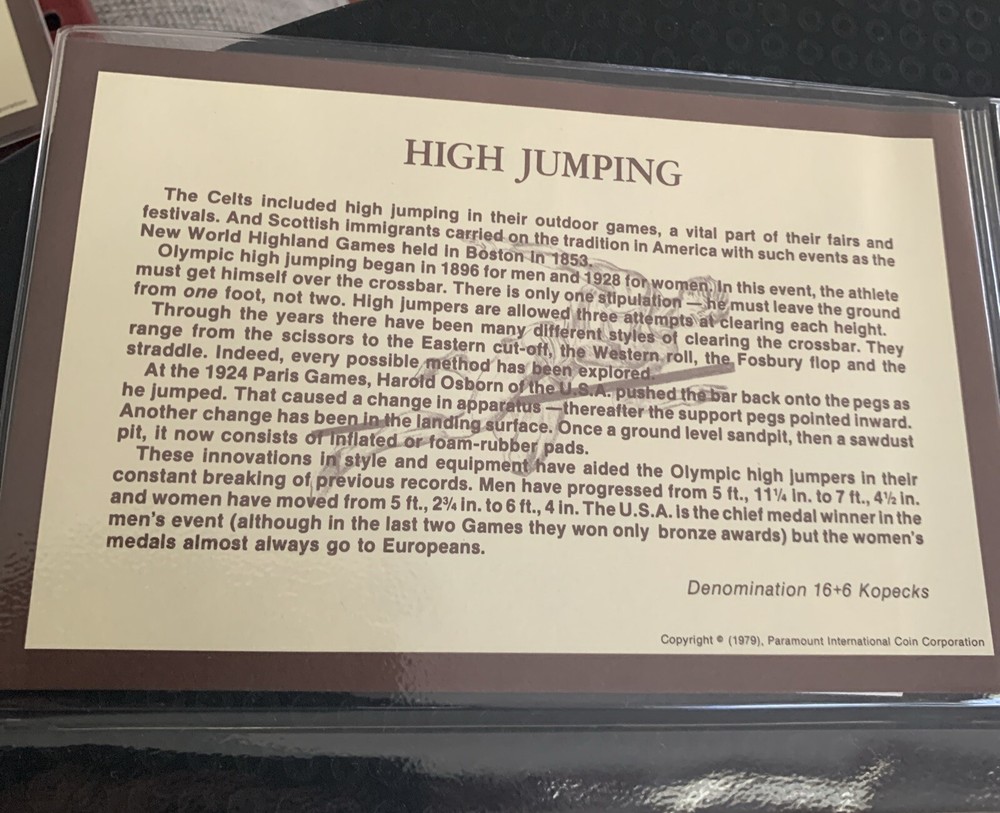 HIGH JUMPING
The Celts included high jumping in their outdoor games, a vital part of their fairs and
festivals. And Scottish immigrants carried on the tradition in America with such events as the
New World Highland Games held in Boston in 1853.
Olympic high jumping began in 1896 for men and 1928 for women. In this event, the athlete
must get himself over the crossbar. There is only one stipulation — he must leave the ground
from one foot, not two. High jumpers are allowed three attempts at clearing each height.
Through the years there have been many different styles of clearing the crossbar. They
range from the scissors to the Eastern cut-off, the Western roll, the Fosbury flop and the
straddle. Indeed, every possible method has been explored.
At the 1924 Paris Games, Harold Osborn of the U.S.A. pushed the bar back onto the pegs as
he jumped. That caused a change in apparatus —thereafter the support pegs pointed inward.
Another change has been in the landing surface. Once a ground level sandpit, then a sawdust
pit, it now consists of inflated or foam-rubber pads.
These innovations in style and equipment have aided the Olympic high jumpers in their
constant breaking of previous records. Men have progressed from 5 ft., 11¼ in. to 7 ft., 4½ in.
and women have moved from 5 ft., 2¾ in. to 6 ft., 4 in. The U.S.A. is the chief medal winner in the
men's event (although in the last two Games they won only bronze awards) but the women's
medals almost always go to Europeans.
Denomination 16+6 Kopecks
Copyright © (1979), Paramount International Coin Corporation